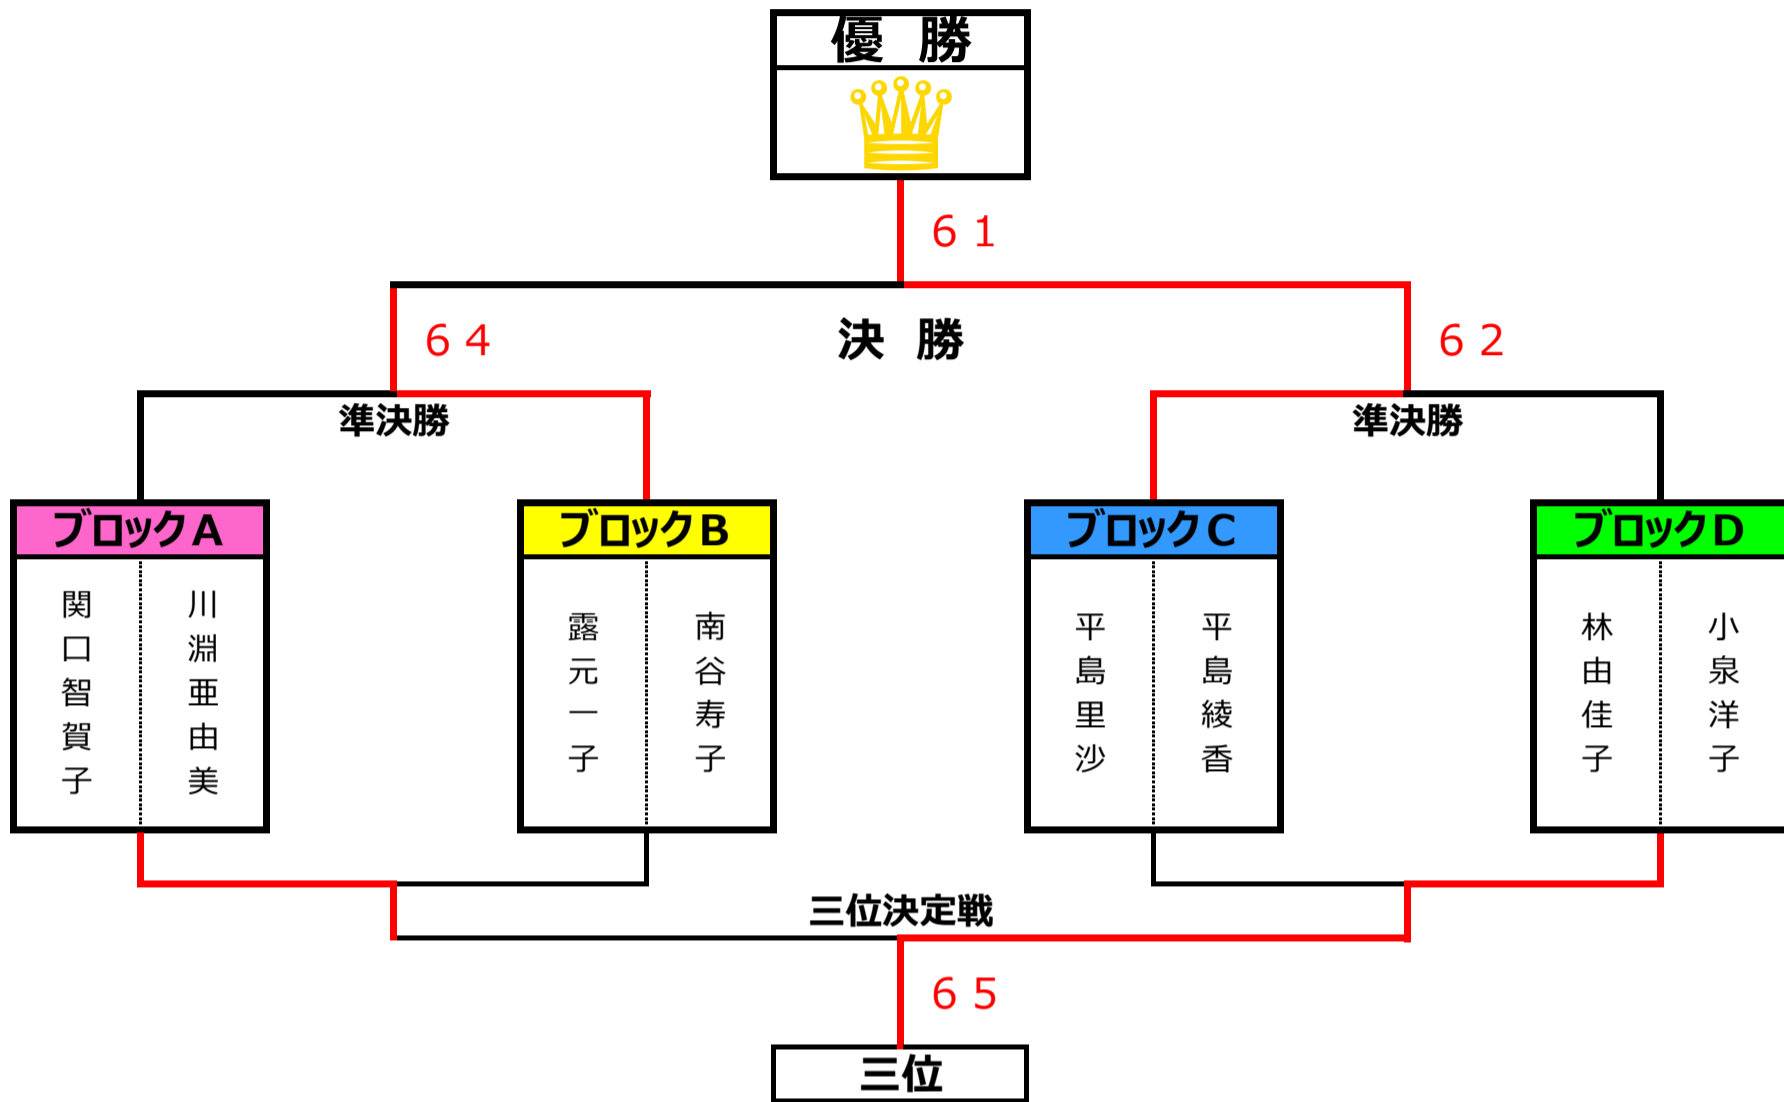 優 勝
６１
６４
決 勝
６２
準決勝
準決勝
ブロックA
ブロックB
ブロックC
ブロックD
関口智賀子
川淵亜由美
露元一子
南谷寿子
平島里沙
平島綾香
林由佳子
小泉洋子
三位決定戦
６５
三位